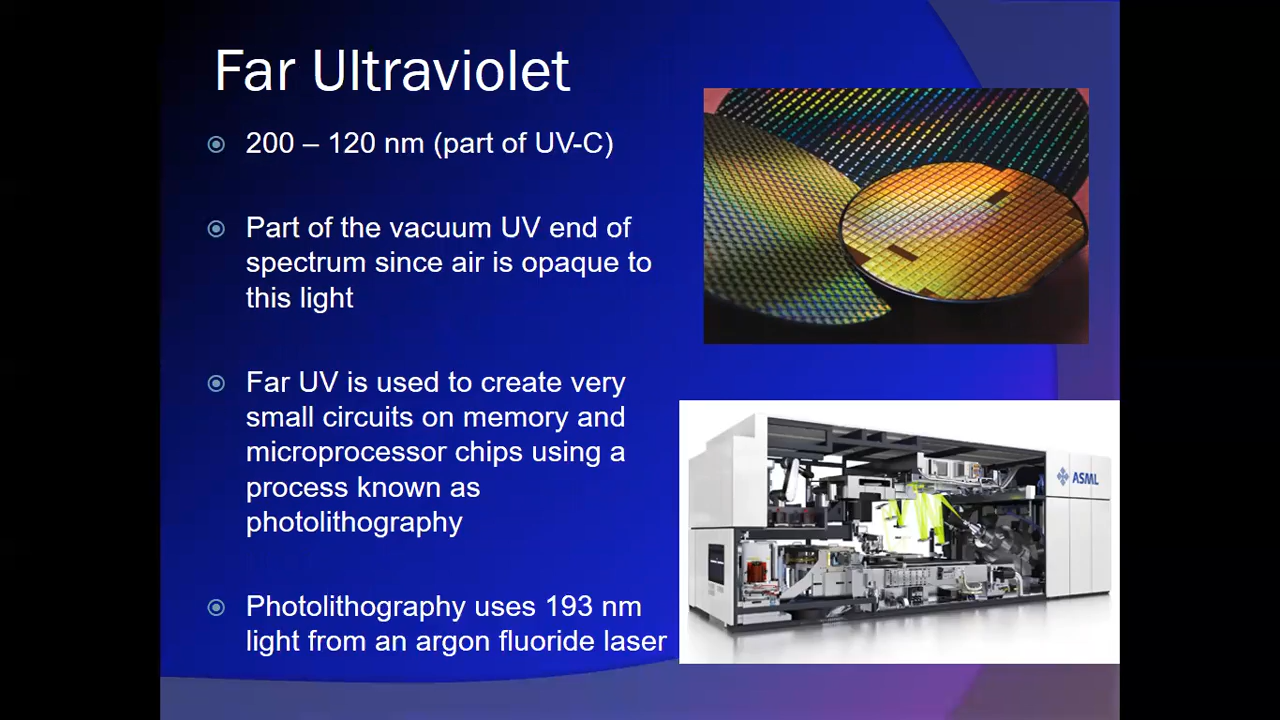 Far Ultraviolet
200 – 120 nm (part of UV-C)
Part of the vacuum UV end of
spectrum since air is opaque to
this light
Far UV is used to create very
small circuits on memory and
microprocessor chips using a
process known as
photolithography
Photolithography uses 193 nm
light from an argon fluoride laser
ASML